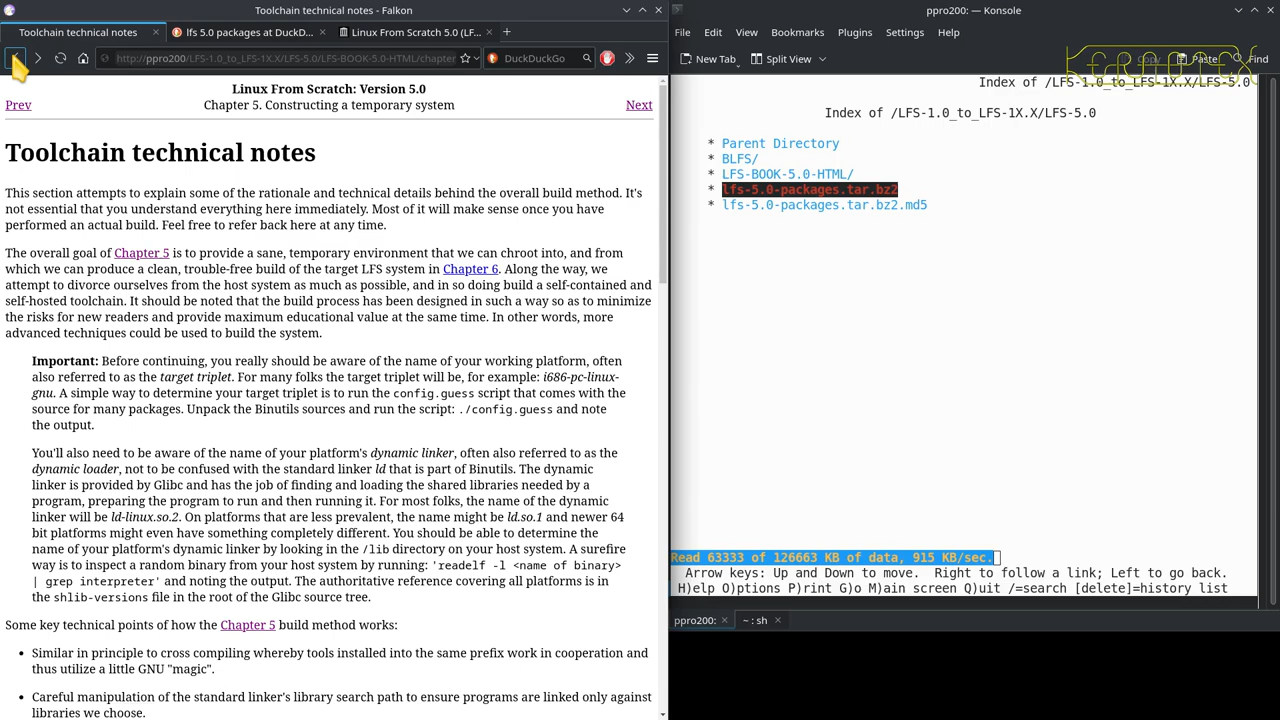 Toolchain technical notes - Falkon
Toolchain technical notes
lfs 5.0 packages at DuckD...
Linux From Scratch 5.0 (LF...
http://ppro200/LFS-1.0_to_LFS-1X.X/LFS-5.0/LFS-BOOK-5.0-HTML/chapter
DuckDuckGo
Linux From Scratch: Version 5.0
Prev
Chapter 5. Constructing a temporary system
Next
Toolchain technical notes
This section attempts to explain some of the rationale and technical details behind the overall build method. It's
not essential that you understand everything here immediately. Most of it will make sense once you have
performed an actual build. Feel free to refer back here at any time.
The overall goal of Chapter 5 is to provide a sane, temporary environment that we can chroot into, and from
which we can produce a clean, trouble-free build of the target LFS system in Chapter 6. Along the way, we
attempt to divorce ourselves from the host system as much as possible, and in so doing build a self-contained and
self-hosted toolchain. It should be noted that the build process has been designed in such a way so as to minimize
the risks for new readers and provide maximum educational value at the same time. In other words, more
advanced techniques could be used to build the system.
Important: Before continuing, you really should be aware of the name of your working platform, often
also referred to as the target triplet. For many folks the target triplet will be, for example: i686-pc-linux-
gnu. A simple way to determine your target triplet is to run the config.guess script that comes with the
source for many packages. Unpack the Binutils sources and run the script: ./config.guess and note
the output.
You'll also need to be aware of the name of your platform's dynamic linker, often also referred to as the
dynamic loader, not to be confused with the standard linker ld that is part of Binutils. The dynamic
linker is provided by Glibc and has the job of finding and loading the shared libraries needed by a
program, preparing the program to run and then running it. For most folks, the name of the dynamic
linker will be ld-linux.so.2. On platforms that are less prevalent, the name might be ld.so.1 and newer 64
bit platforms might even have something completely different. You should be able to determine the
name of your platform's dynamic linker by looking in the /lib directory on your host system. A surefire
way is to inspect a random binary from your host system by running: 'readelf -l <name of binary>
| grep interpreter' and noting the output. The authoritative reference covering all platforms is in
the shlib-versions file in the root of the Glibc source tree.
Some key technical points of how the Chapter 5 build method works:
• Similar in principle to cross compiling whereby tools installed into the same prefix work in cooperation and
thus utilize a little GNU "magic".
• Careful manipulation of the standard linker's library search path to ensure programs are linked only against
libraries we choose.
ppro200: — Konsole
File Edit View Bookmarks Plugins Settings Help
New Tab Split View Copy Paste Find
Index of /LFS-1.0_to_LFS-1X.X/LFS-5.0
Index of /LFS-1.0_to_LFS-1X.X/LFS-5.0
* Parent Directory
* BLFS/
* LFS-BOOK-5.0-HTML/
* lfs-5.0-packages.tar.bz2
* lfs-5.0-packages.tar.bz2.md5
Read 63333 of 126663 KB of data, 915 KB/sec.
Arrow keys: Up and Down to move. Right to follow a link; Left to go back.
H)elp O)ptions P)rint G)o M)ain screen Q)uit /=search [delete]=history list
ppro200:
~ : sh